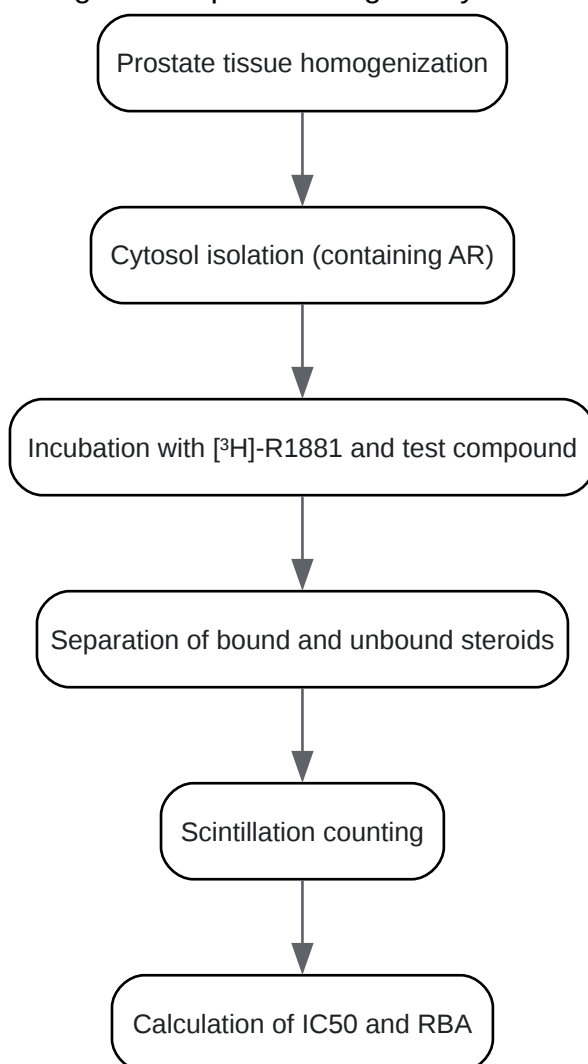 Prostate tissue homogenization
Cytosol isolation (containing AR)
Incubation with [³H]-R1881 and test compound
Separation of bound and unbound steroids
Scintillation counting
Calculation of IC50 and RBA